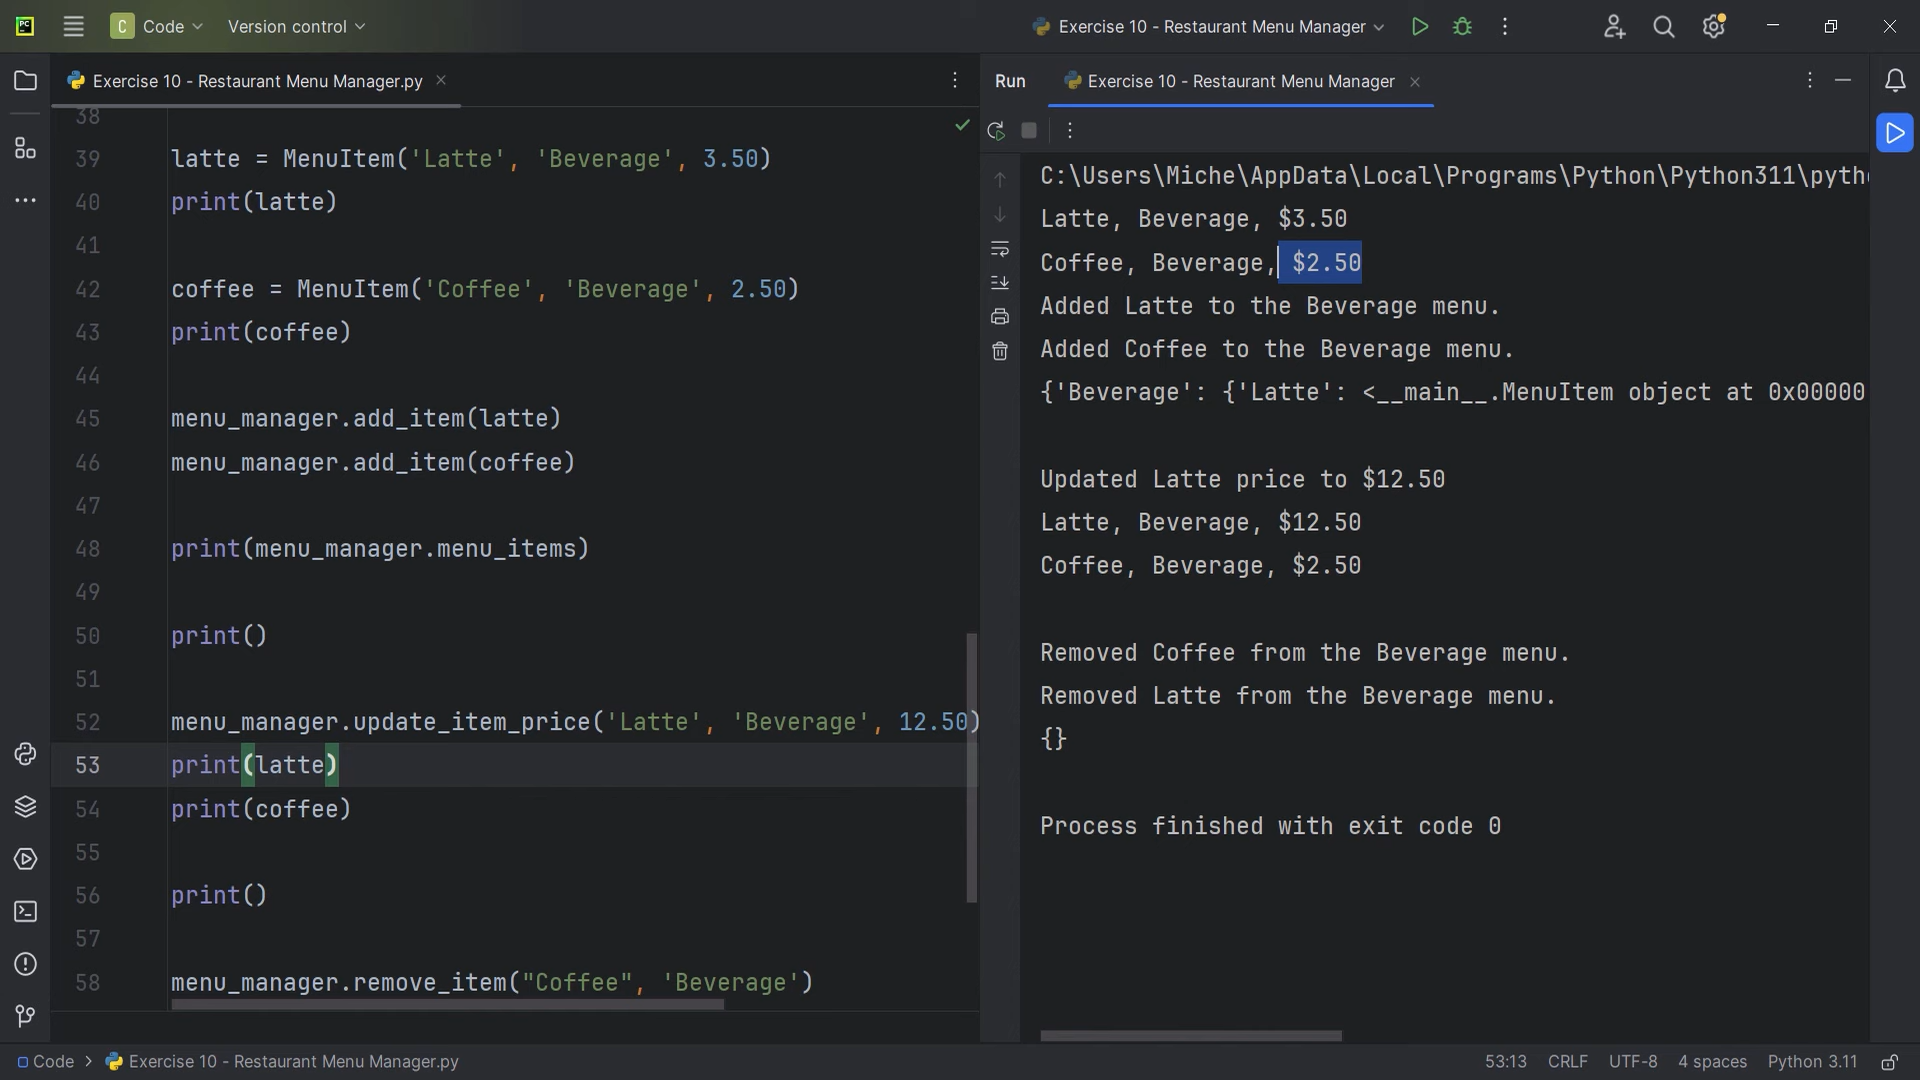 PC
C Code Version control
Exercise 10 - Restaurant Menu Manager
Exercise 10 - Restaurant Menu Manager.py
Run Exercise 10 - Restaurant Menu Manager
38
39 latte = MenuItem('Latte', 'Beverage', 3.50)
40 print(latte)
41
42 coffee = MenuItem('Coffee', 'Beverage', 2.50)
43 print(coffee)
44
45 menu_manager.add_item(latte)
46 menu_manager.add_item(coffee)
47
48 print(menu_manager.menu_items)
49
50 print()
51
52 menu_manager.update_item_price('Latte', 'Beverage', 12.50)
53 print(latte)
54 print(coffee)
55
56 print()
57
58 menu_manager.remove_item("Coffee", 'Beverage')
C:\Users\Miche\AppData\Local\Programs\Python\Python311\pyth
Latte, Beverage, $3.50
Coffee, Beverage, $2.50
Added Latte to the Beverage menu.
Added Coffee to the Beverage menu.
{'Beverage': {'Latte': <__main__.MenuItem object at 0x00000
Updated Latte price to $12.50
Latte, Beverage, $12.50
Coffee, Beverage, $2.50
Removed Coffee from the Beverage menu.
Removed Latte from the Beverage menu.
{}
Process finished with exit code 0
Code > Exercise 10 - Restaurant Menu Manager.py
53:13 CRLF UTF-8 4 spaces Python 3.11